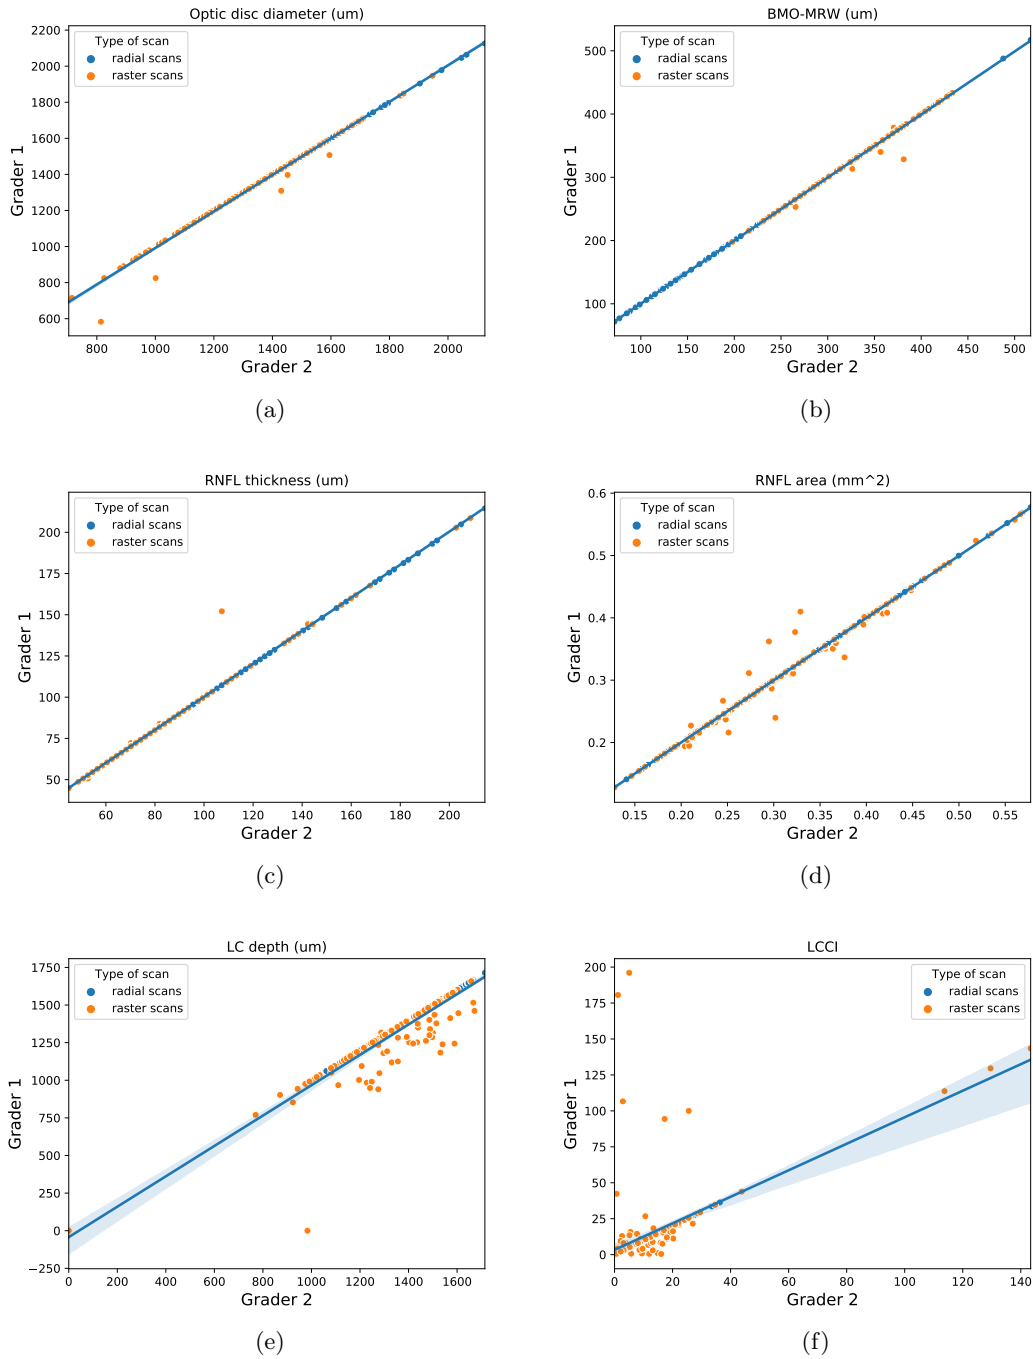 Optic disc diameter (um)
Type of scan
radial scans
raster scans
2200
2000
1800
1600
1400
1200
1000
800
600
Grader 1
800 1000 1200 1400 1600 1800 2000
Grader 2
(a)
BMO-MRW (um)
Type of scan
radial scans
raster scans
500
400
300
200
100
Grader 1
100 150 200 250 300 350 400 450 500
Grader 2
(b)
RNFL thickness (um)
Type of scan
radial scans
raster scans
200
175
150
125
100
75
50
Grader 1
60 80 100 120 140 160 180 200
Grader 2
(c)
RNFL area (mm^2)
Type of scan
radial scans
raster scans
0.6
0.5
0.4
0.3
0.2
Grader 1
0.15 0.20 0.25 0.30 0.35 0.40 0.45 0.50 0.55
Grader 2
(d)
LC depth (um)
Type of scan
radial scans
raster scans
1750
1500
1250
1000
750
500
250
0
−250
Grader 1
0 200 400 600 800 1000 1200 1400 1600
Grader 2
(e)
LCCI
Type of scan
radial scans
raster scans
200
175
150
125
100
75
50
25
0
Grader 1
0 20 40 60 80 100 120 140
Grader 2
(f)